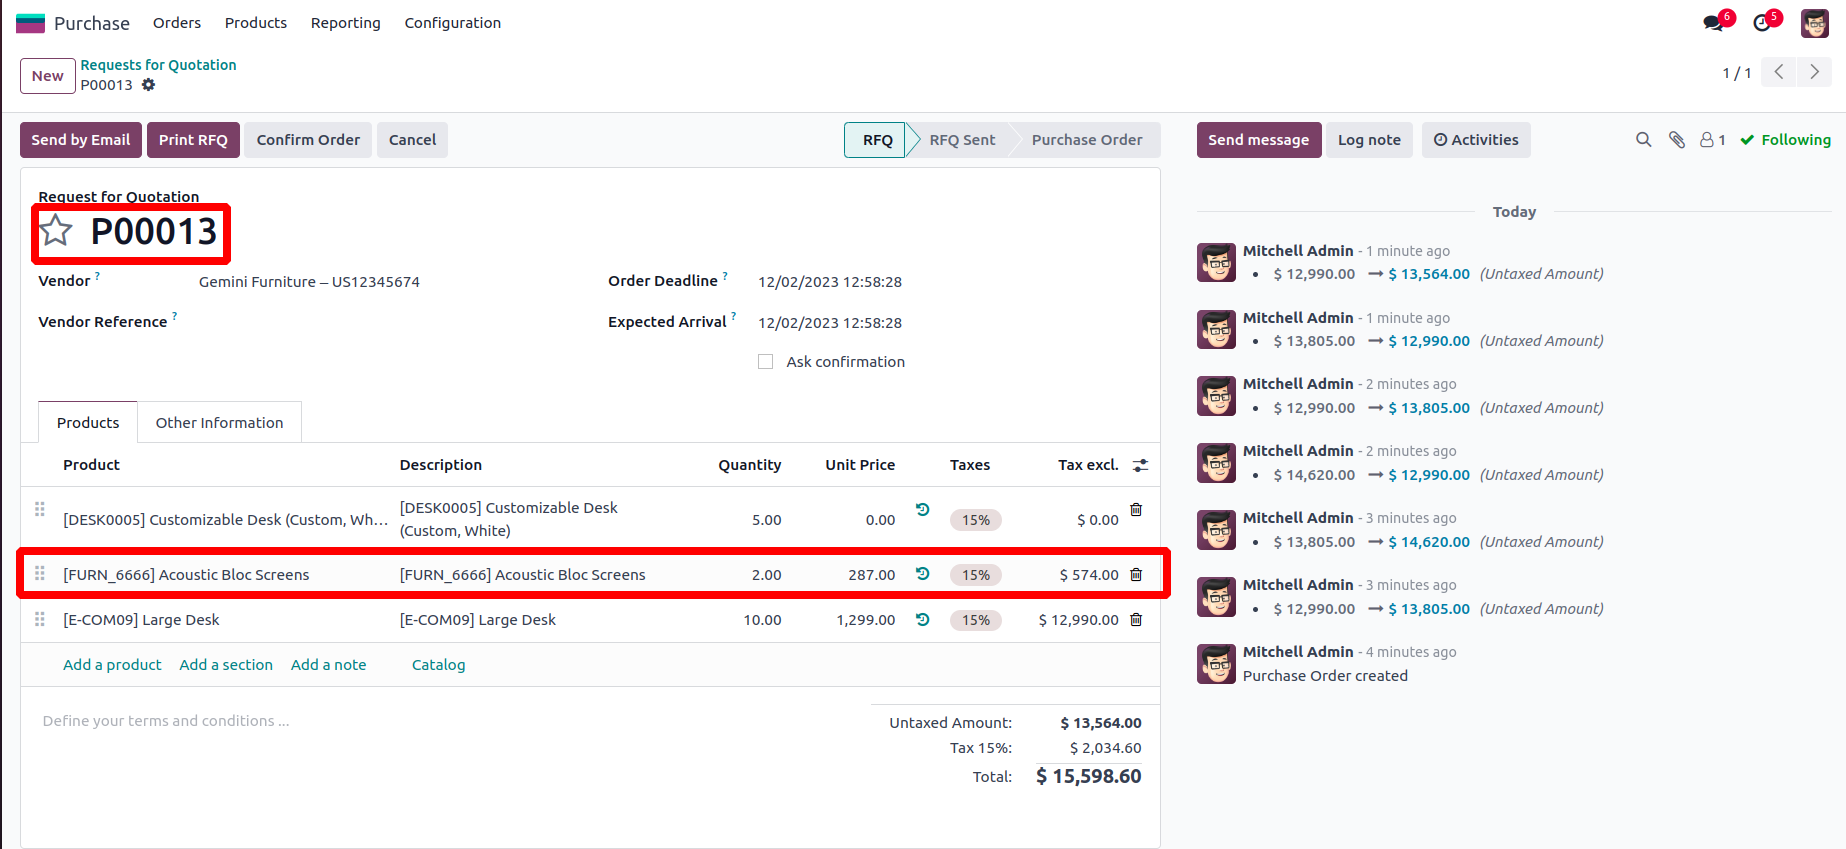 Purchase Orders Products Reporting Configuration 6 5
New Requests for Quotation
P00013 1 / 1
Send by Email Print RFQ Confirm Order Cancel RFQ RFQ Sent Purchase Order Send message Log note Activities 1 Following
Request for Quotation
P00013
Vendor ? Gemini Furniture – US12345674 Order Deadline ? 12/02/2023 12:58:28
Vendor Reference ? Expected Arrival ? 12/02/2023 12:58:28
Ask confirmation
Products Other Information
Product Description Quantity Unit Price Taxes Tax excl.
[DESK0005] Customizable Desk (Custom, Wh... [DESK0005] Customizable Desk
(Custom, White) 5.00 0.00 15% $ 0.00
[FURN_6666] Acoustic Bloc Screens [FURN_6666] Acoustic Bloc Screens 2.00 287.00 15% $ 574.00
[E-COM09] Large Desk [E-COM09] Large Desk 10.00 1,299.00 15% $ 12,990.00
Add a product Add a section Add a note Catalog
Define your terms and conditions ...
Untaxed Amount: $ 13,564.00
Tax 15%: $ 2,034.60
Total: $ 15,598.60
Today
Mitchell Admin - 1 minute ago
• $ 12,990.00 → $ 13,564.00 (Untaxed Amount)
Mitchell Admin - 1 minute ago
• $ 13,805.00 → $ 12,990.00 (Untaxed Amount)
Mitchell Admin - 2 minutes ago
• $ 12,990.00 → $ 13,805.00 (Untaxed Amount)
Mitchell Admin - 2 minutes ago
• $ 14,620.00 → $ 12,990.00 (Untaxed Amount)
Mitchell Admin - 3 minutes ago
• $ 13,805.00 → $ 14,620.00 (Untaxed Amount)
Mitchell Admin - 3 minutes ago
• $ 12,990.00 → $ 13,805.00 (Untaxed Amount)
Mitchell Admin - 4 minutes ago
Purchase Order created